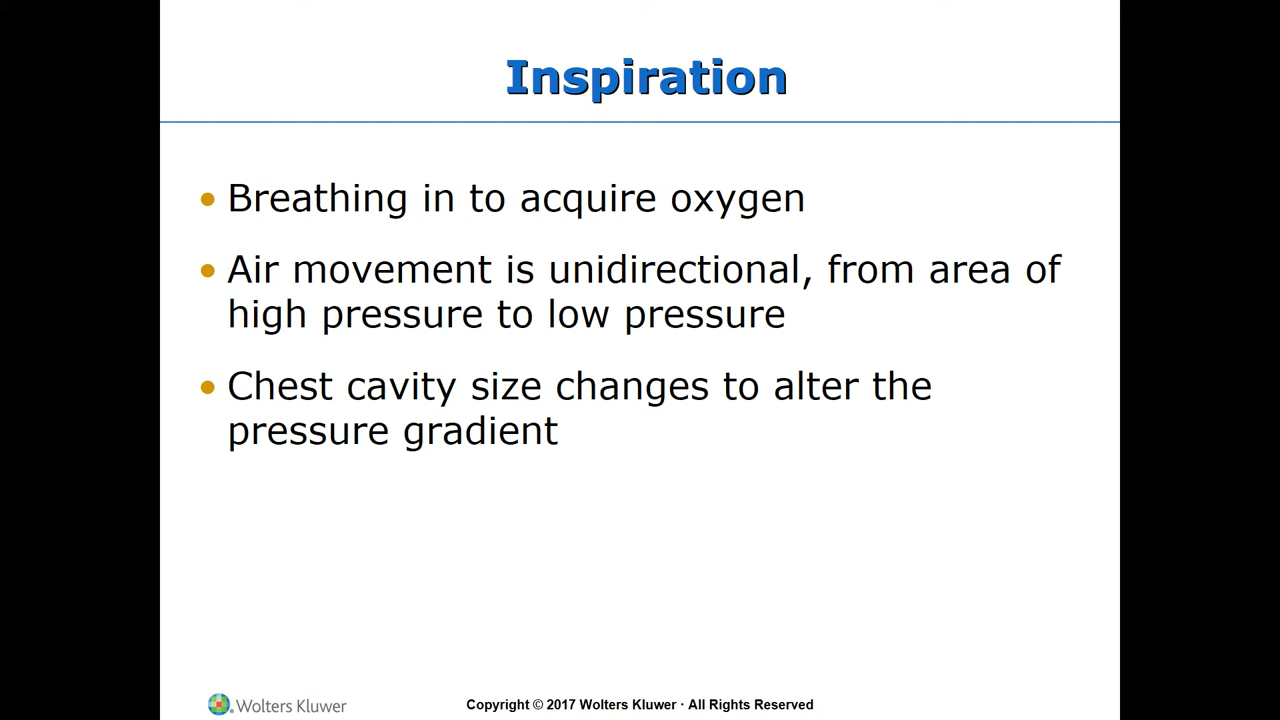 Inspiration
Breathing in to acquire oxygen
Air movement is unidirectional, from area of
high pressure to low pressure
Chest cavity size changes to alter the
pressure gradient
Wolters Kluwer
Copyright © 2017 Wolters Kluwer · All Rights Reserved